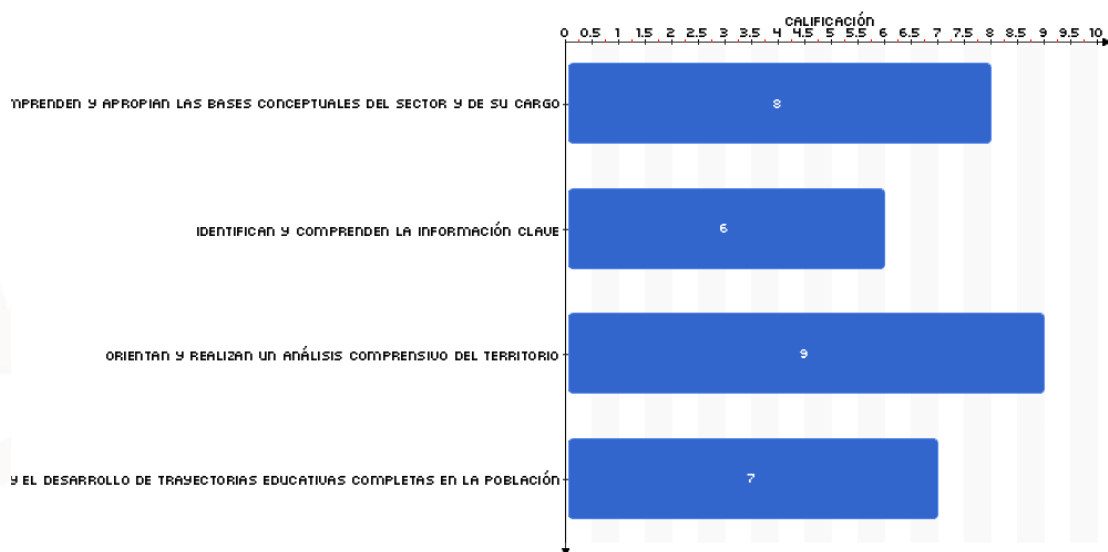 CALIFICACIÓN
0 0.5 1 1.5 2 2.5 3 3.5 4 4.5 5 5.5 6 6.5 7 7.5 8 8.5 9 9.5 10
MPRENDEN Y APROPIAN LAS BASES CONCEPTUALES DEL SECTOR Y DE SU CARGO
8
IDENTIFICAN Y COMPRENDEN LA INFORMACIÓN CLAVE
6
ORIENTAN Y REALIZAN UN ANÁLISIS COMPRENSIVO DEL TERRITORIO
9
Y EL DESARROLLO DE TRAYECTORIAS EDUCATIVAS COMPLETAS EN LA POBLACIÓN
7